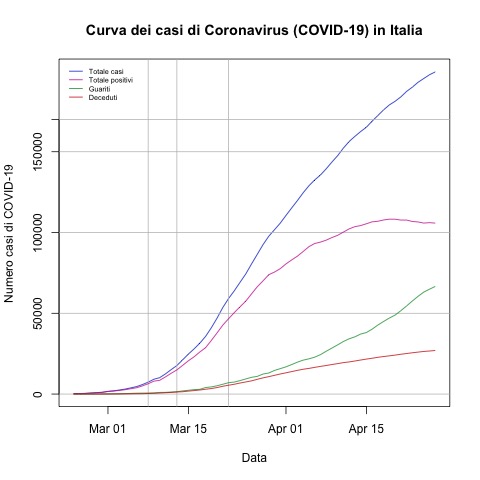 Curva dei casi di Coronavirus (COVID-19) in Italia
Totale casi
Totale positivi
Guariti
Deceduti
150000
100000
50000
0
Numero casi di COVID-19
Mar 01 Mar 15 Apr 01 Apr 15
Data